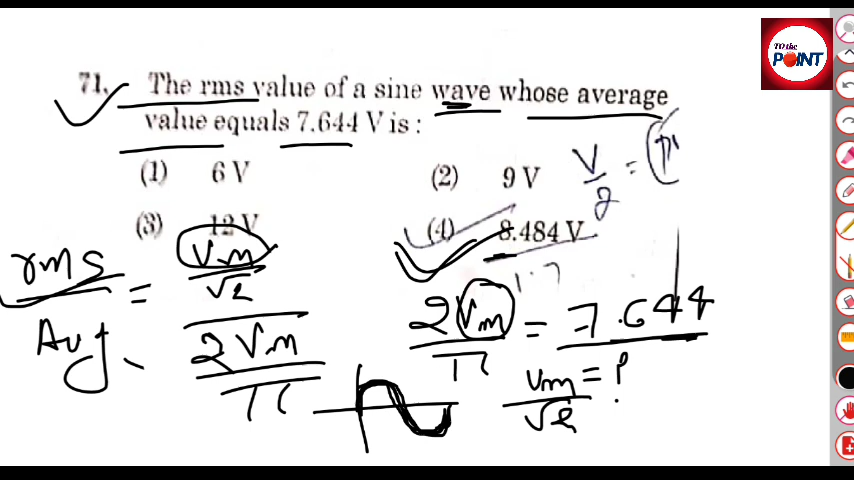 TO the
POINT
71. The rms value of a sine wave whose average
value equals 7.644 V is :
(1) 6 V
(2) 9 V
(3) 12 V
(4) 8.484 V
V/2 =
rms/Avg. = Vm/√2
2Vm/π
2Vm/π = 7.644
Vm/√2 = ?